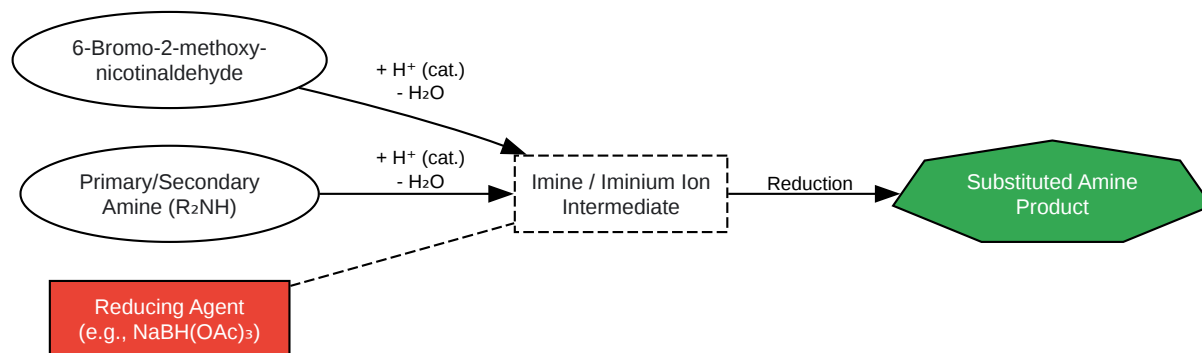 6-Bromo-2-methoxy-
nicotinaldehyde
+ H⁺ (cat.)
- H₂O
Primary/Secondary
Amine (R₂NH)
+ H⁺ (cat.)
- H₂O
Imine / Iminium Ion
Intermediate
Reduction
Substituted Amine
Product
Reducing Agent
(e.g., NaBH(OAc)₃)